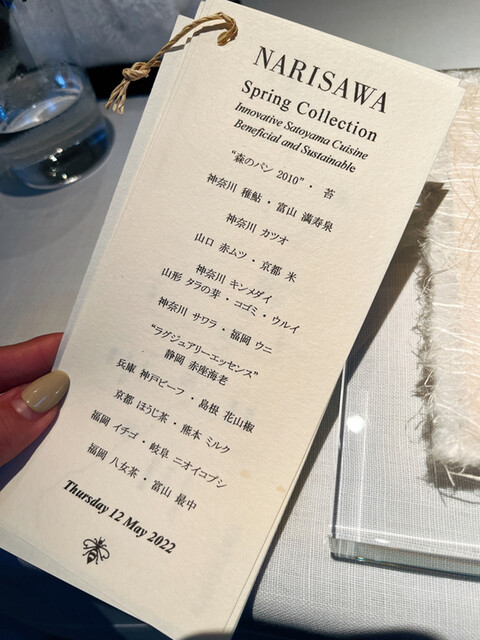 NARISAWA
Spring Collection
Innovative Satoyama Cuisine
Beneficial and Sustainable
“森のパン 2010”・ 苔
神奈川 稚鮎・富山 満寿泉
神奈川 カツオ
山口 赤ムツ・京都 米
神奈川 キンメダイ
山形 タラの芽・コゴミ・ウルイ
神奈川 サワラ・福岡 ウニ
“ラグジュアリーエッセンス”
静岡 赤座海老
兵庫 神戸ビーフ・島根 花山椒
京都 ほうじ茶・熊本 ミルク
福岡 イチゴ・岐阜 ニオイコブシ
福岡 八女茶・富山 最中
Thursday 12 May 2022